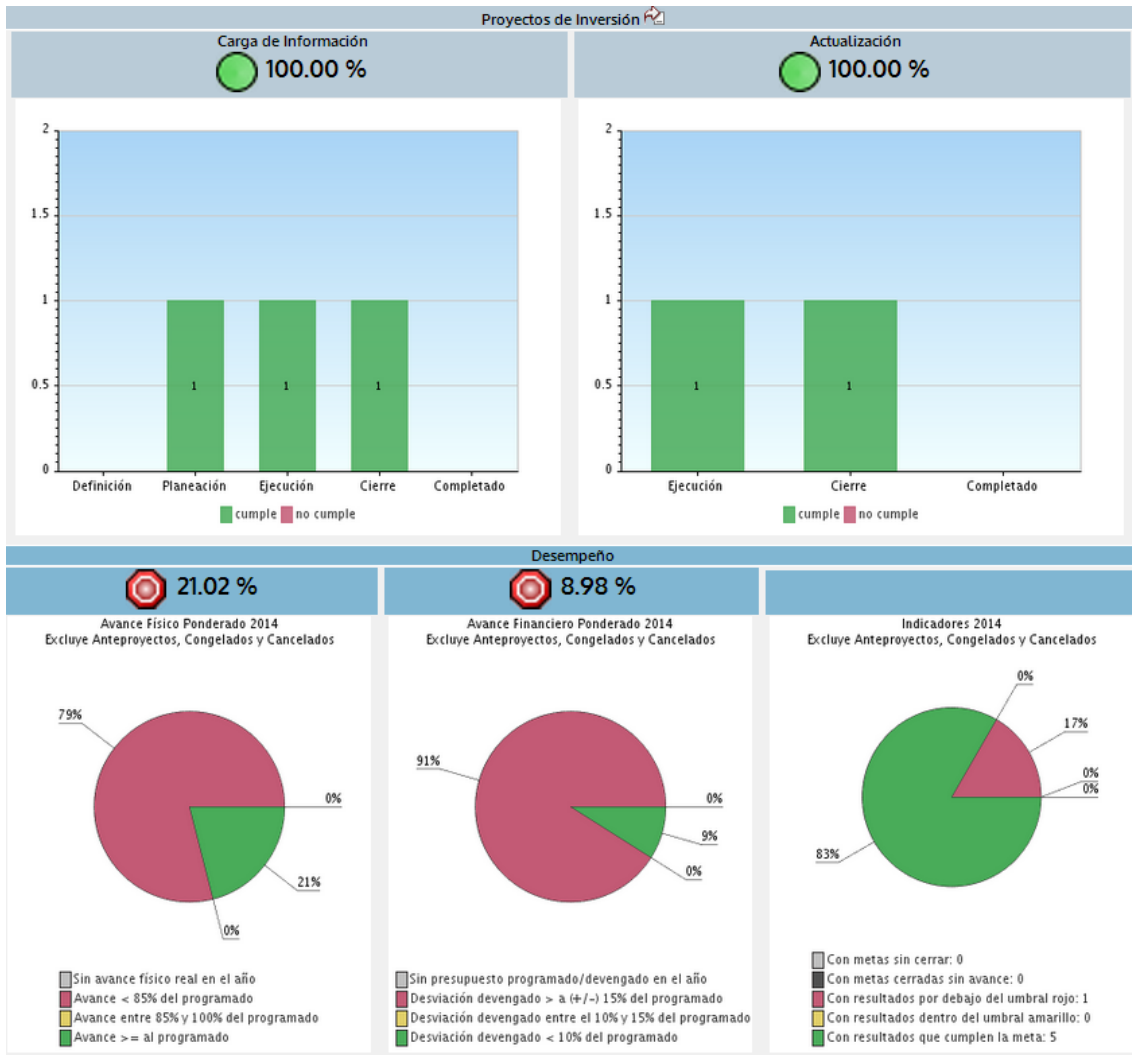 Proyectos de Inversión
Carga de Información
100.00 %
Actualización
100.00 %
2
1.5
1
0.5
0
1
1
1
Definición
Planeación
Ejecución
Cierre
Completado
cumple
no cumple
2
1.5
1
0.5
0
1
1
Ejecución
Cierre
Completado
cumple
no cumple
Desempeño
21.02 %
Avance Físico Ponderado 2014
Excluye Anteproyectos, Congelados y Cancelados
79%
0%
21%
0%
Sin avance físico real en el año
Avance < 85% del programado
Avance entre 85% y 100% del programado
Avance >= al programado
8.98 %
Avance Financiero Ponderado 2014
Excluye Anteproyectos, Congelados y Cancelados
91%
0%
9%
0%
Sin presupuesto programado/devengado en el año
Desviación devengado > a (+/-) 15% del programado
Desviación devengado entre el 10% y 15% del programado
Desviación devengado < 10% del programado
Indicadores 2014
Excluye Anteproyectos, Congelados y Cancelados
0%
17%
0%
0%
83%
Con metas sin cerrar: 0
Con metas cerradas sin avance: 0
Con resultados por debajo del umbral rojo: 1
Con resultados dentro del umbral amarillo: 0
Con resultados que cumplen la meta: 5